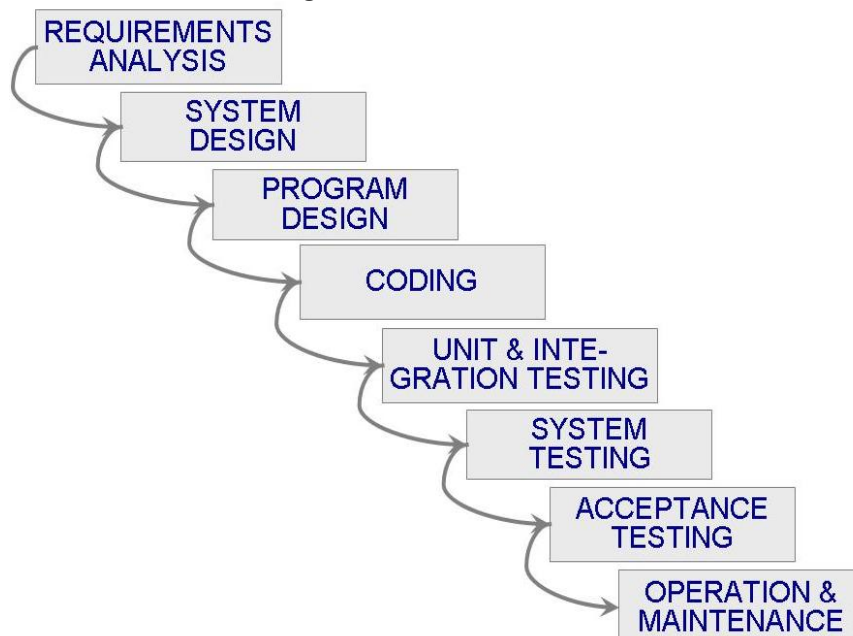 REQUIREMENTS
ANALYSIS
SYSTEM
DESIGN
PROGRAM
DESIGN
CODING
UNIT & INTE-
GRATION TESTING
SYSTEM
TESTING
ACCEPTANCE
TESTING
OPERATION &
MAINTENANCE